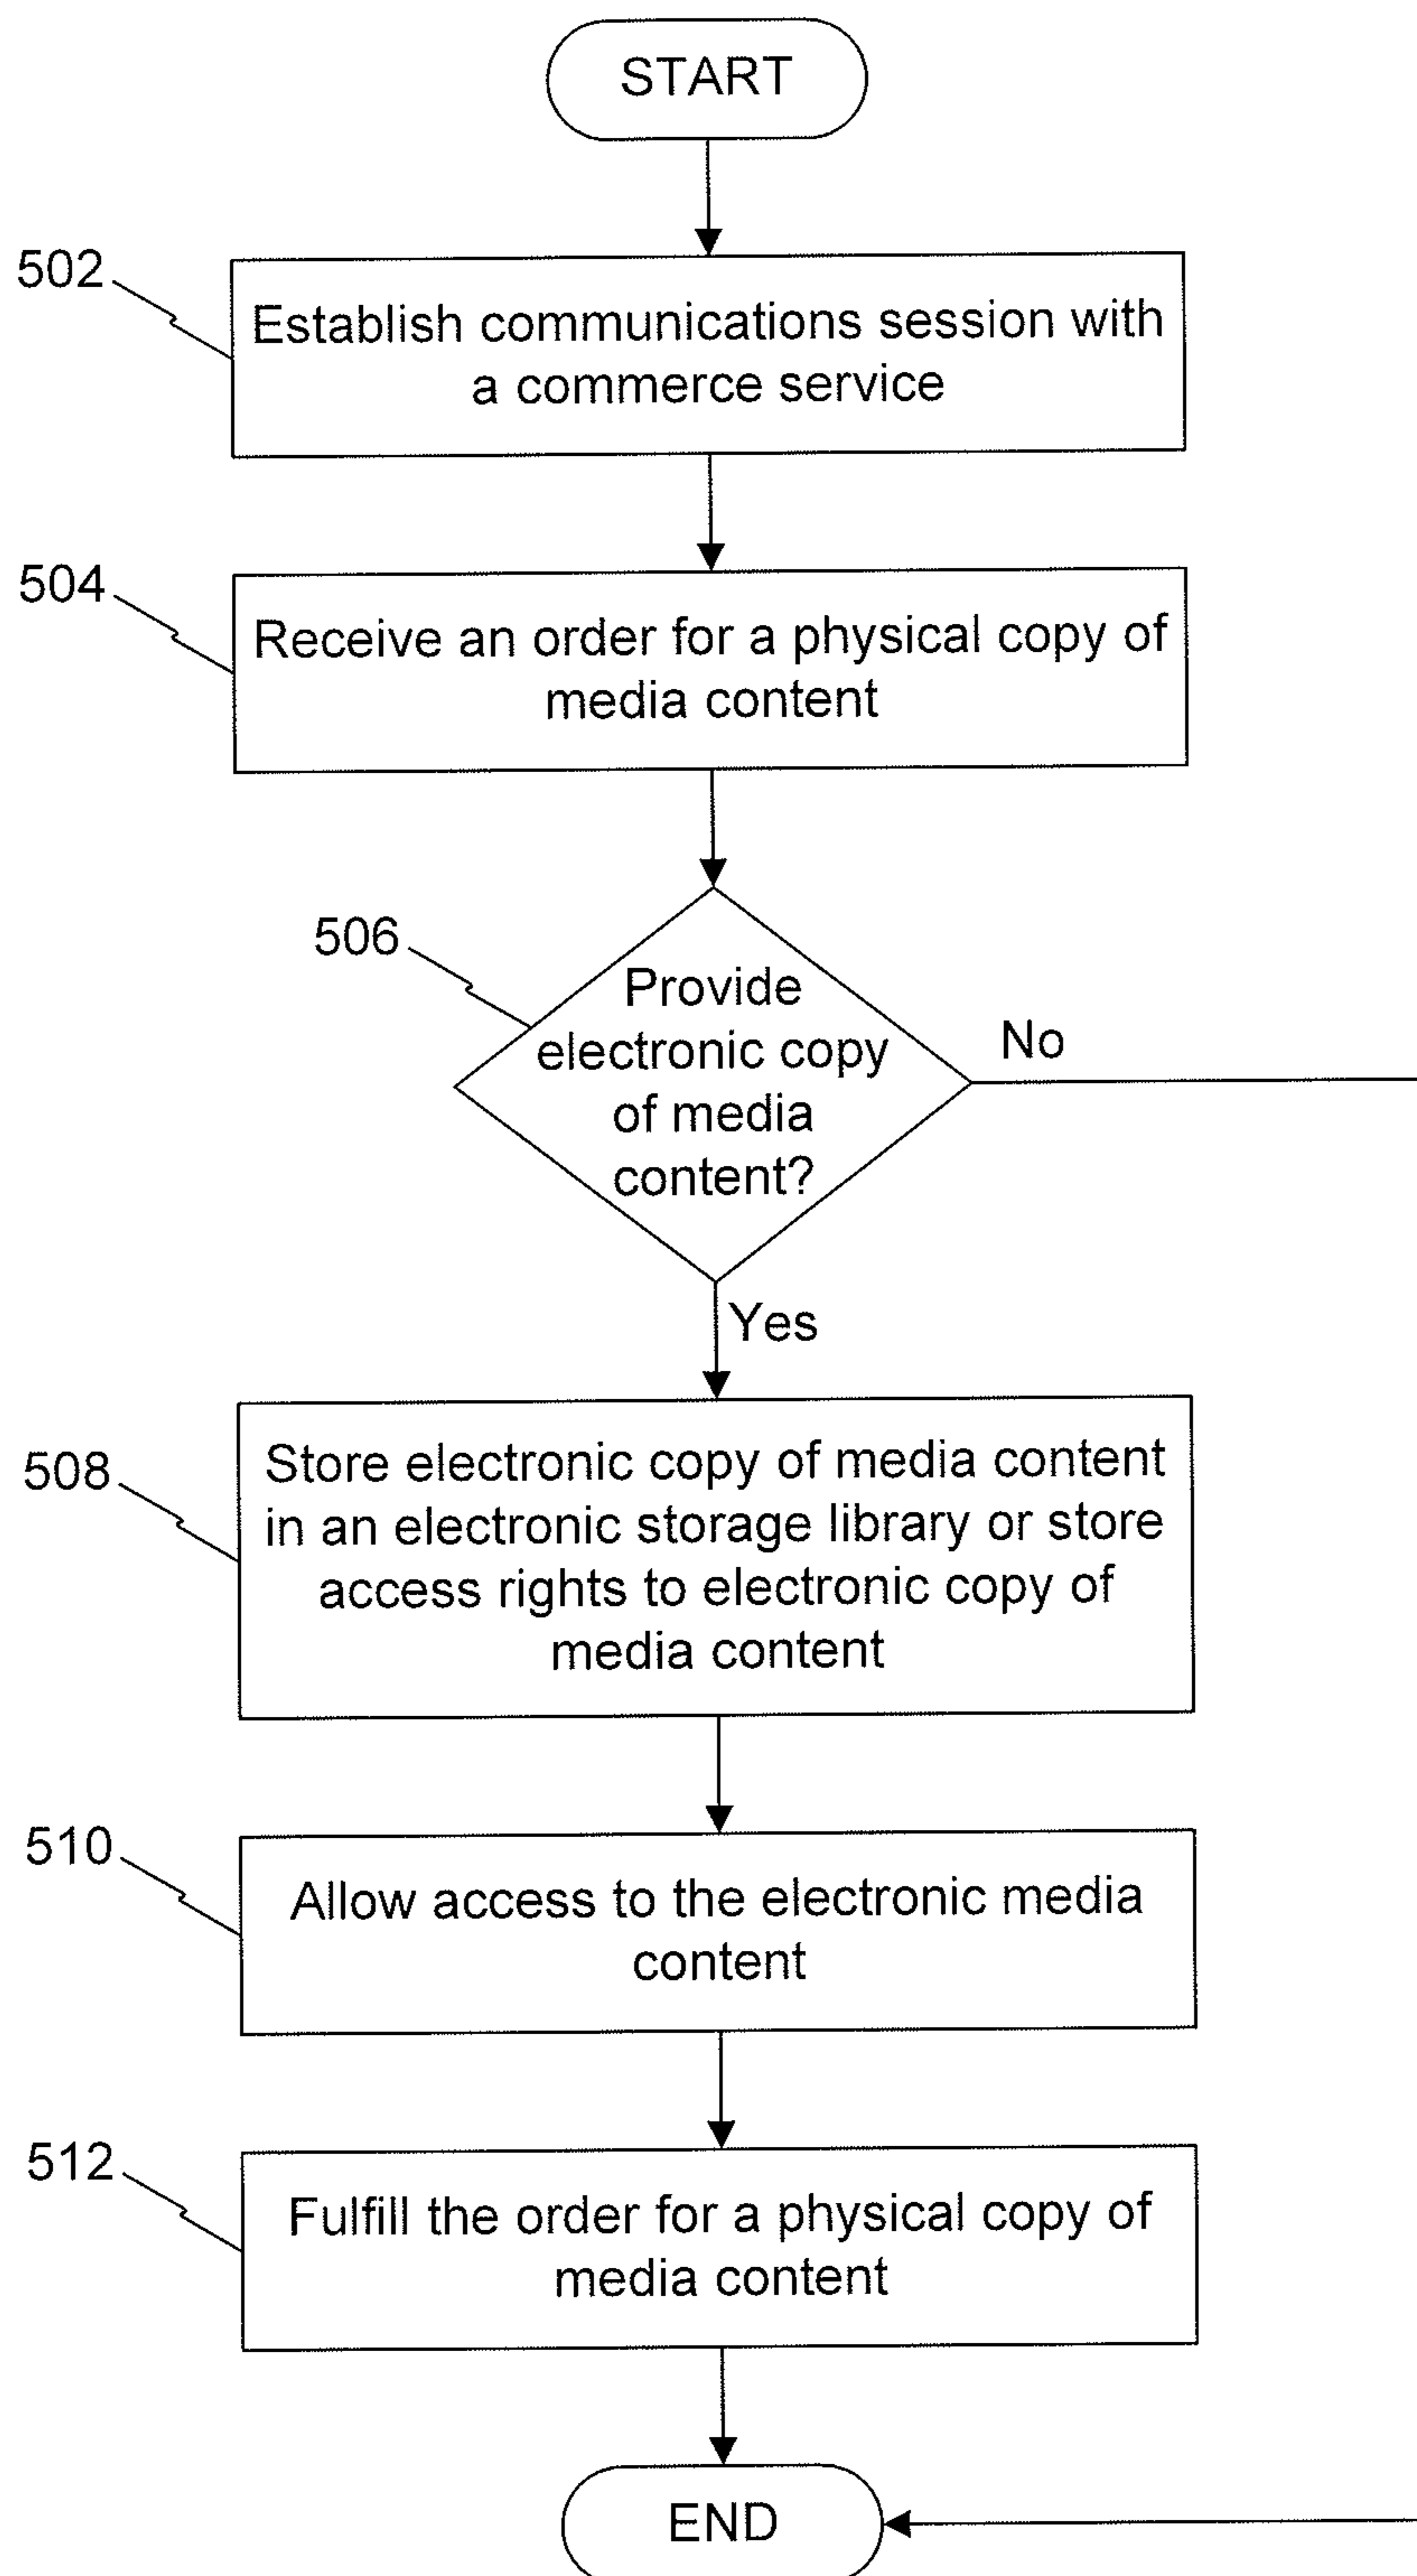 START
502
Establish communications session with
a commerce service
504
Receive an order for a physical copy of
media content
506
Provide
electronic copy
of media
content?
No
Yes
508
Store electronic copy of media content
in an electronic storage library or store
access rights to electronic copy of
media content
510
Allow access to the electronic media
content
512
Fulfill the order for a physical copy of
media content
END